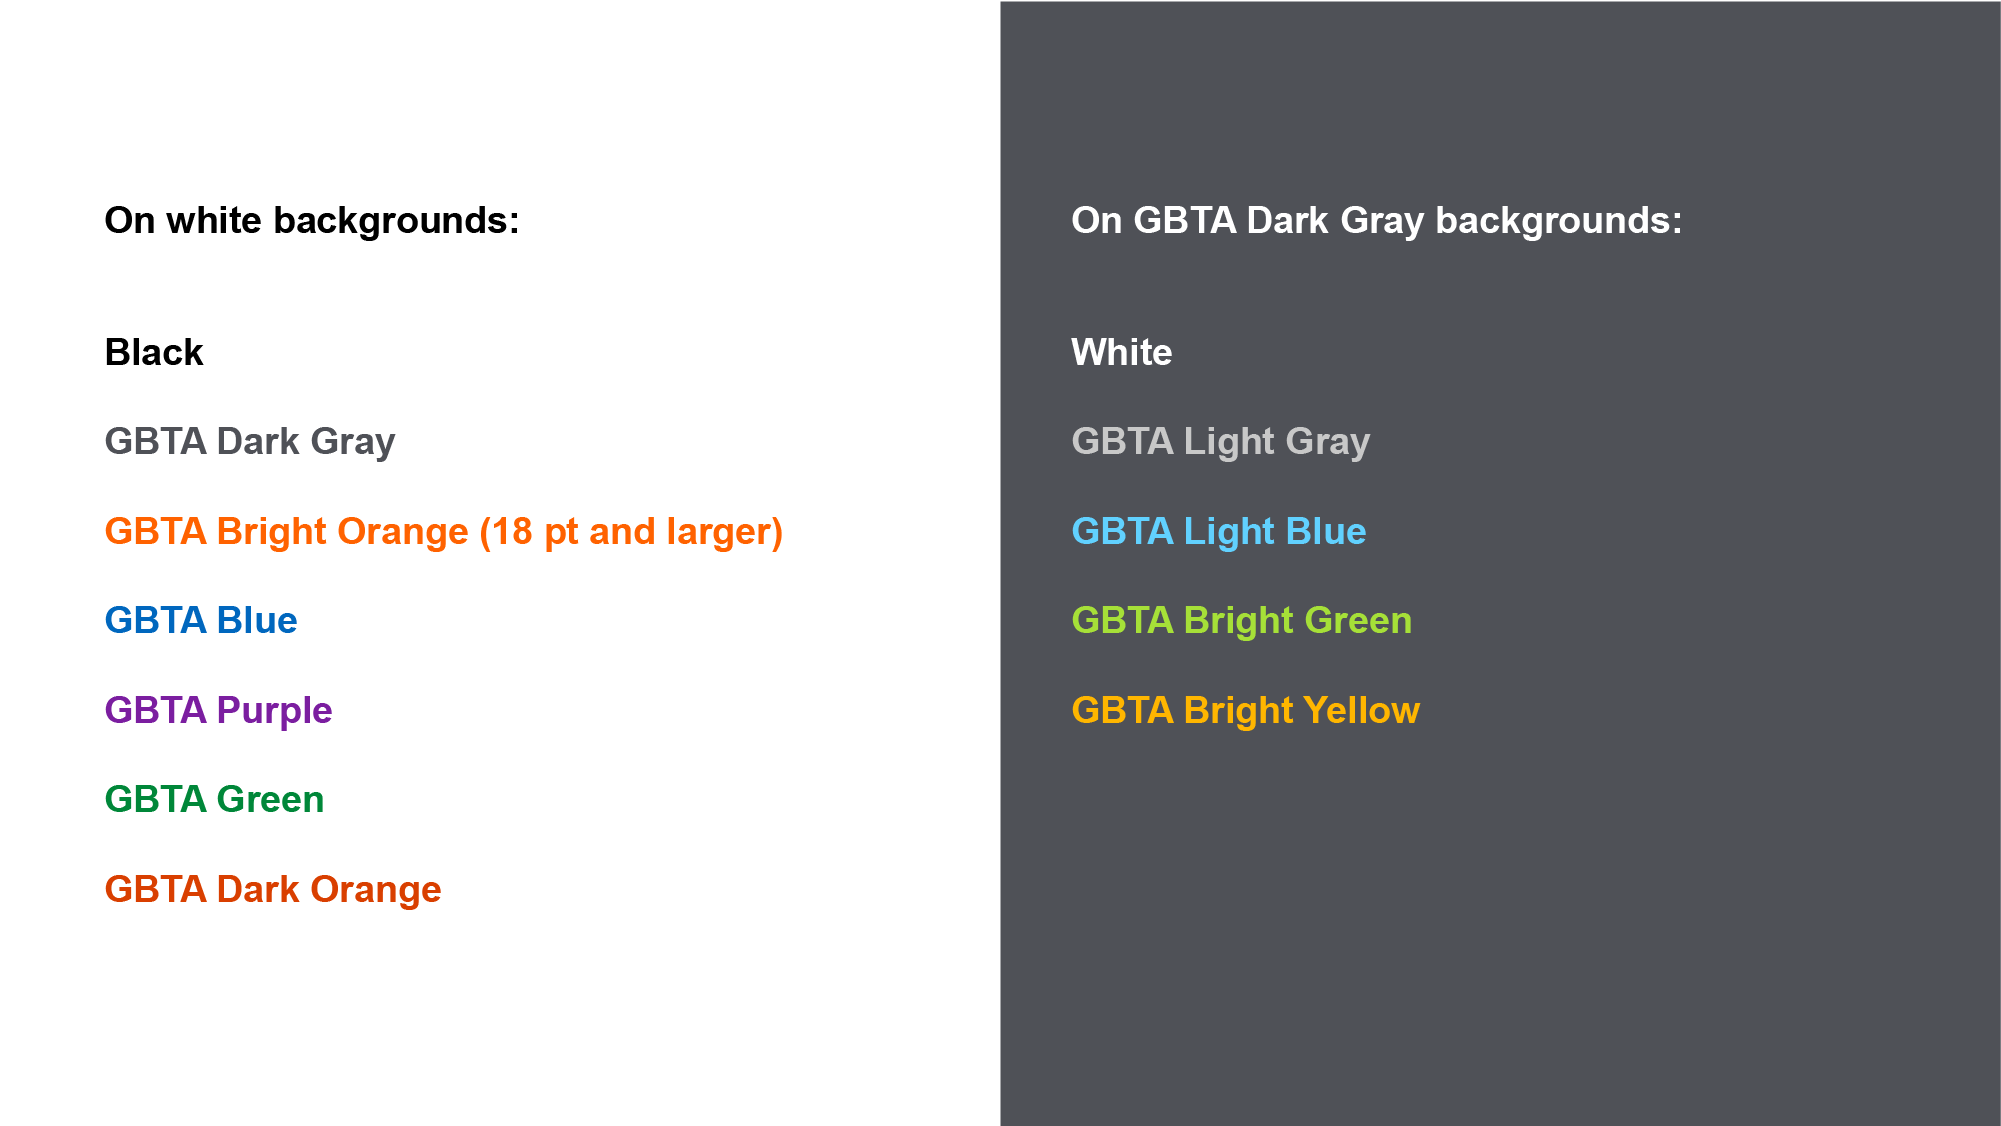 On white backgrounds:
Black
GBTA Dark Gray
GBTA Bright Orange (18 pt and larger)
GBTA Blue
GBTA Purple
GBTA Green
GBTA Dark Orange
On GBTA Dark Gray backgrounds:
White
GBTA Light Gray
GBTA Light Blue
GBTA Bright Green
GBTA Bright Yellow